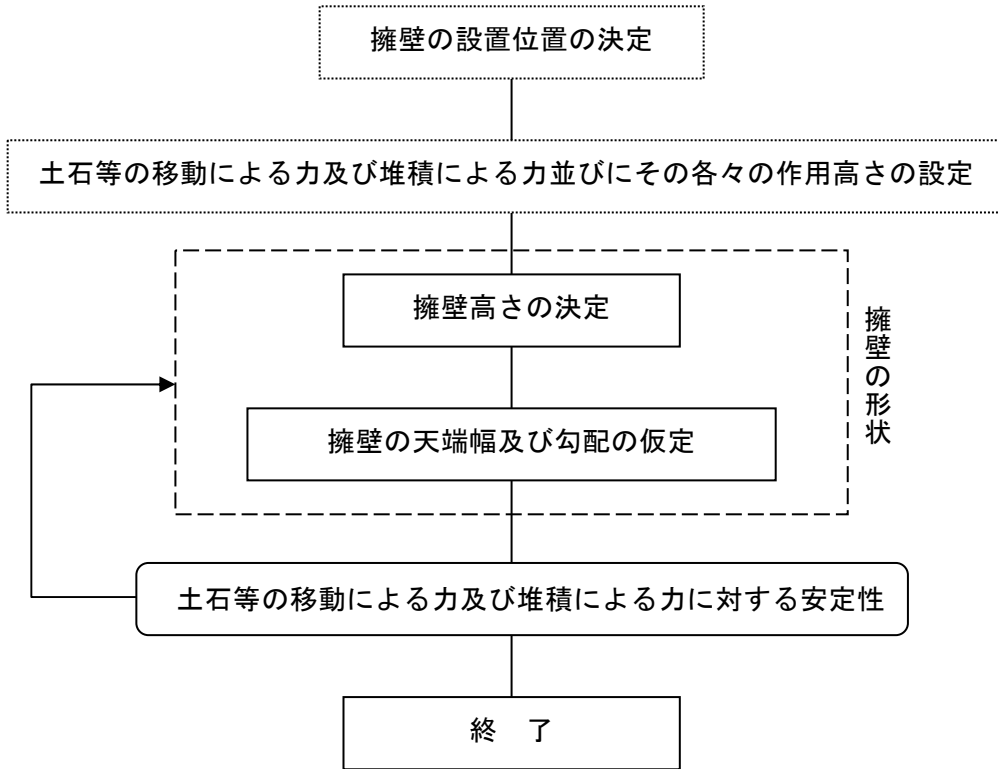 擁壁の設置位置の決定
土石等の移動による力及び堆積による力並びにその各々の作用高さの設定
擁壁高さの決定
擁壁の天端幅及び勾配の仮定
擁壁の形状
土石等の移動による力及び堆積による力に対する安定性
終　了